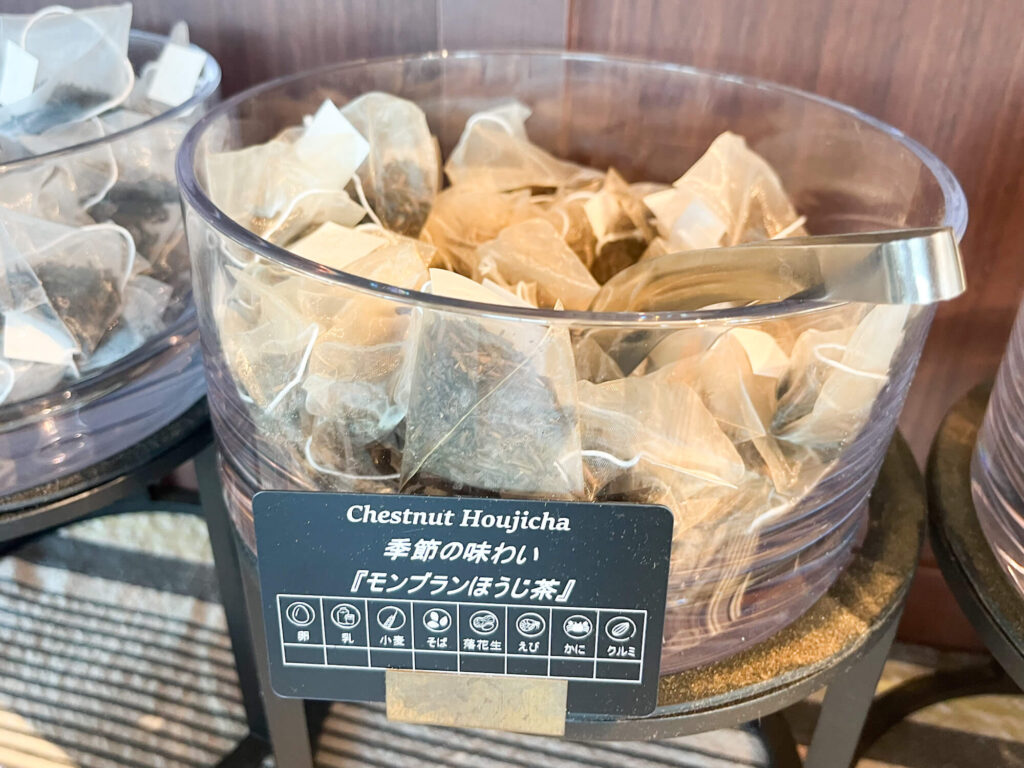 Chestnut Houjicha
季節の味わい
『モンブランほうじ茶』
卵 乳 小麦 そば 落花生 えび かに クルミ